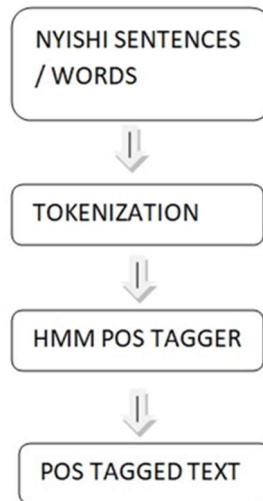 NYISHI SENTENCES
/ WORDS
TOKENIZATION
HMM POS TAGGER
POS TAGGED TEXT